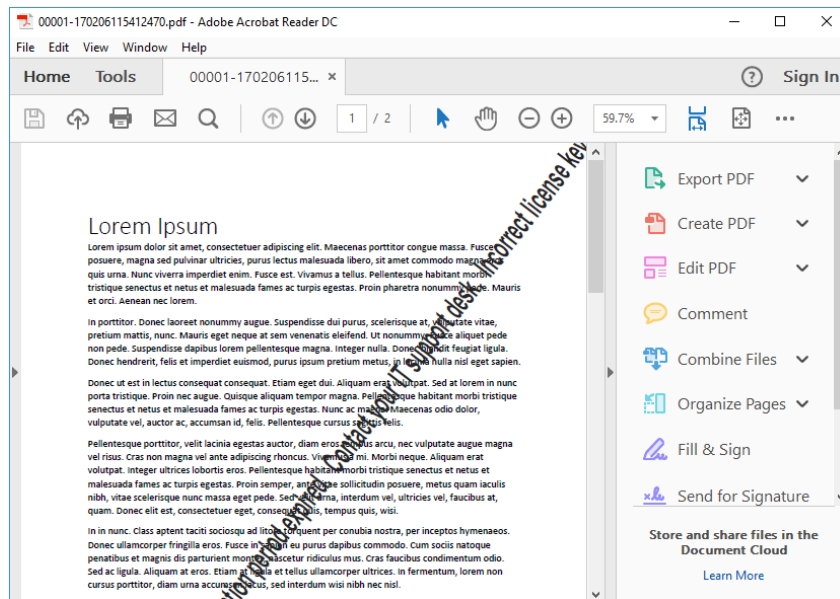 00001-170206115412470.pdf - Adobe Acrobat Reader DC
File Edit View Window Help
Home Tools 00001-170206115... × Sign In
1 / 2 59.7%
Lorem Ipsum
Lorem ipsum dolor sit amet, consectetuer adipiscing elit. Maecenas porttitor congue massa. Fusce
posuere, magna sed pulvinar ultricies, purus lectus malesuada libero, sit amet commodo magna
quis urna. Nunc viverra imperdiet enim. Fusce est. Vivamus a tellus. Pellentesque habitant morbi
tristique senectus et netus et malesuada fames ac turpis egestas. Proin pharetra nonummy pede. Mauris
et orci. Aenean nec lorem.
In porttitor. Donec laoreet nonummy augue. Suspendisse dui purus, scelerisque at, vulputate vitae,
pretium mattis, nunc. Mauris eget neque at sem venenatis eleifend. Ut nonummy. Fusce aliquet pede
non pede. Suspendisse dapibus lorem pellentesque magna. Integer nulla. Donec blandit feugiat ligula.
Donec hendrerit, felis et imperdiet euismod, purus ipsum pretium metus, in lacinia nulla nisl eget sapien.
Donec ut est in lectus consequat consequat. Etiam eget dui. Aliquam erat volutpat. Sed at lorem in nunc
porta tristique. Proin nec augue. Quisque aliquam tempor magna. Pellentesque habitant morbi tristique
senectus et netus et malesuada fames ac turpis egestas. Nunc ac magna. Maecenas odio dolor,
vulputate vel, auctor ac, accumsan id, felis. Pellentesque cursus sagittis felis.
Pellentesque porttitor, velit lacinia egestas auctor, diam eros tempus arcu, nec vulputate augue magna
vel risus. Cras non magna vel ante adipiscing rhoncus. Vivamus a mi. Morbi neque. Aliquam erat
volutpat. Integer ultrices lobortis eros. Pellentesque habitant morbi tristique senectus et netus et
malesuada fames ac turpis egestas. Proin semper, ante vitae sollicitudin posuere, metus quam iaculis
nibh, vitae scelerisque nunc massa eget pede. Sed velit urna, interdum vel, ultricies vel, faucibus at,
quam. Donec elit est, consectetuer eget, consequat quis, tempus quis, wisi.
In in nunc. Class aptent taciti sociosqu ad litora torquent per conubia nostra, per inceptos hymenaeos.
Donec ullamcorper fringilla eros. Fusce in sapien eu purus dapibus commodo. Cum sociis natoque
penatibus et magnis dis parturient montes, nascetur ridiculus mus. Cras faucibus condimentum odio.
Sed ac ligula. Aliquam at eros. Etiam at ligula et tellus ullamcorper ultrices. In fermentum, lorem non
cursus porttitor, diam urna accumsan lacus, sed interdum wisi nibh nec nisl.
period expired. Contact your IT support desk. Incorrect license key
Export PDF
Create PDF
Edit PDF
Comment
Combine Files
Organize Pages
Fill & Sign
Send for Signature
Store and share files in the
Document Cloud
Learn More